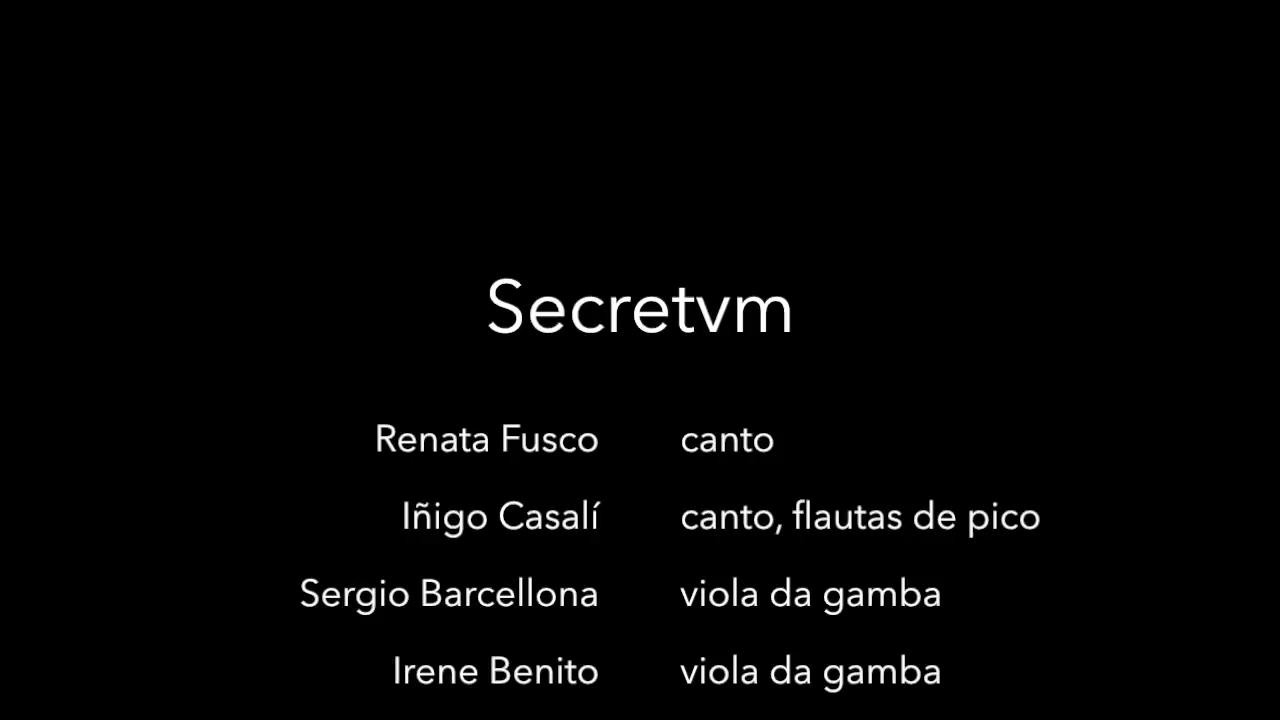 Secretvm
Renata Fusco canto
Iñigo Casalí canto, flautas de pico
Sergio Barcellona viola da gamba
Irene Benito viola da gamba